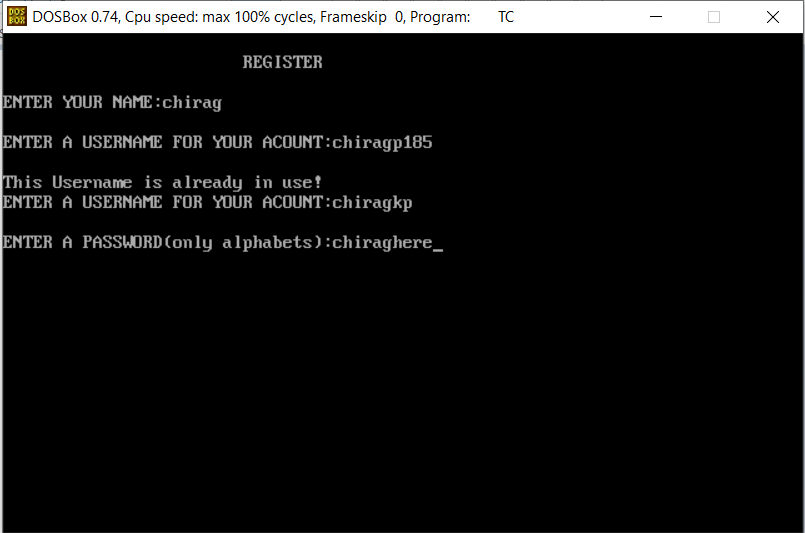 DOSBox 0.74, Cpu speed: max 100% cycles, Frameskip 0, Program: TC
REGISTER
ENTER YOUR NAME:chirag
ENTER A USERNAME FOR YOUR ACOUNT:chiragp185
This Username is already in use!
ENTER A USERNAME FOR YOUR ACOUNT:chiragkp
ENTER A PASSWORD(only alphabets):chiraghere_